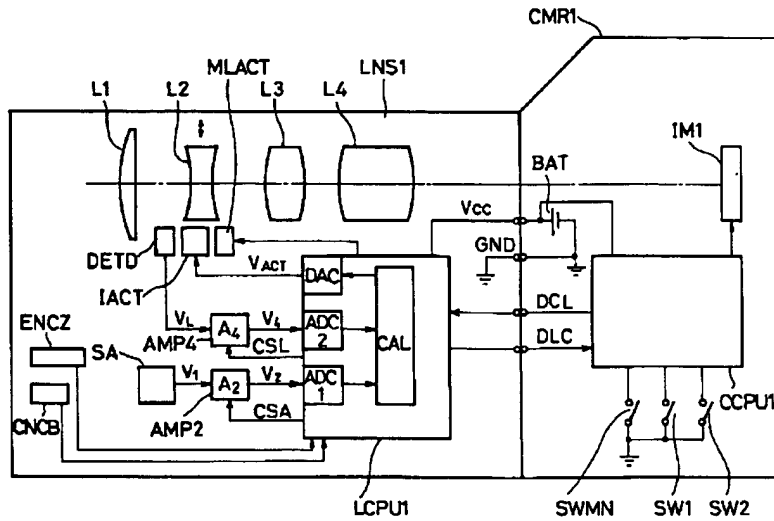 CMR1
MLACT
LNS1
L1
L2
L3
L4
IM1
BAT
VCC
GND
DETD
IACT
VACT
DAC
DCL
DLC
ENCZ
VL
A4
V4
ADC 2
CAL
AMP4
CSL
SA
V1
A2
V2
ADC 1
CNCB
CSA
AMP2
CCPU1
LCPU1
SWMN
SW1
SW2